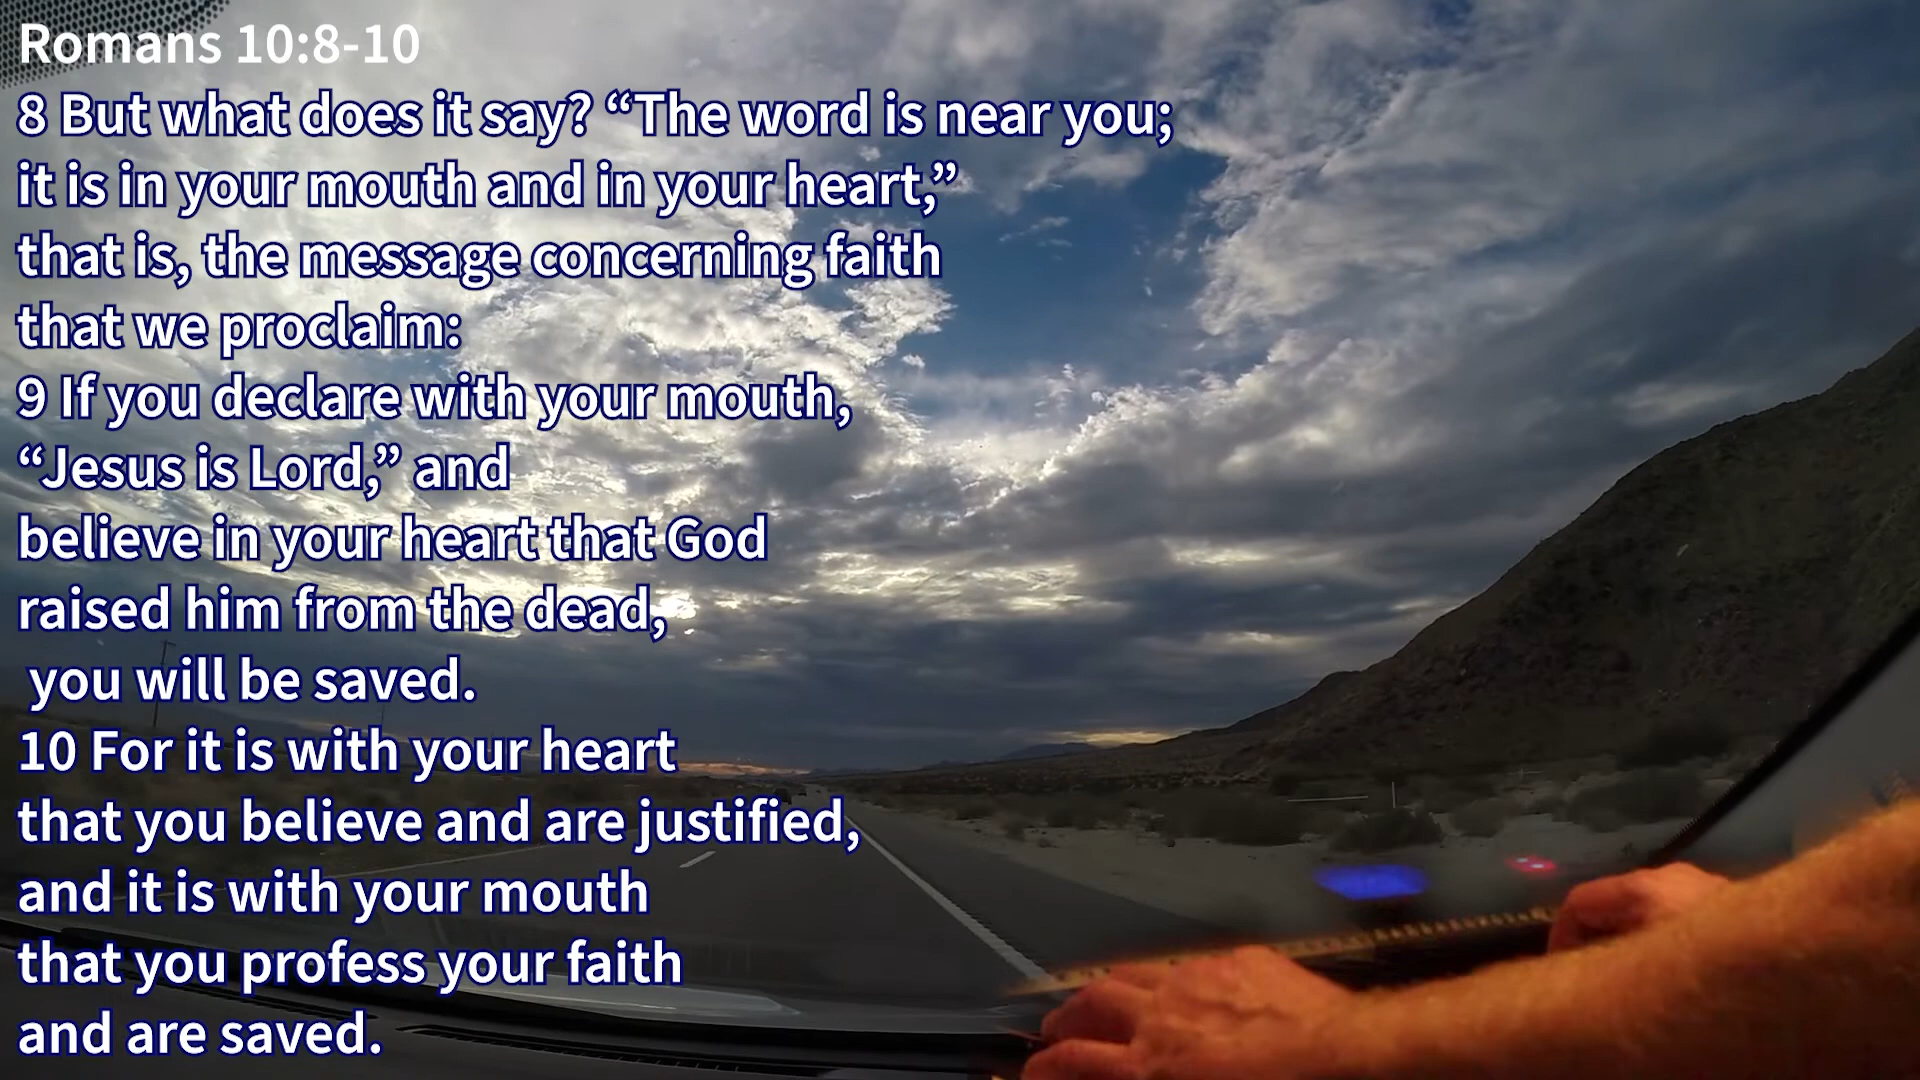 Romans 10:8-10
8 But what does it say? “The word is near you;
it is in your mouth and in your heart,”
that is, the message concerning faith
that we proclaim:
9 If you declare with your mouth,
“Jesus is Lord,” and
believe in your heart that God
raised him from the dead,
you will be saved.
10 For it is with your heart
that you believe and are justified,
and it is with your mouth
that you profess your faith
and are saved.